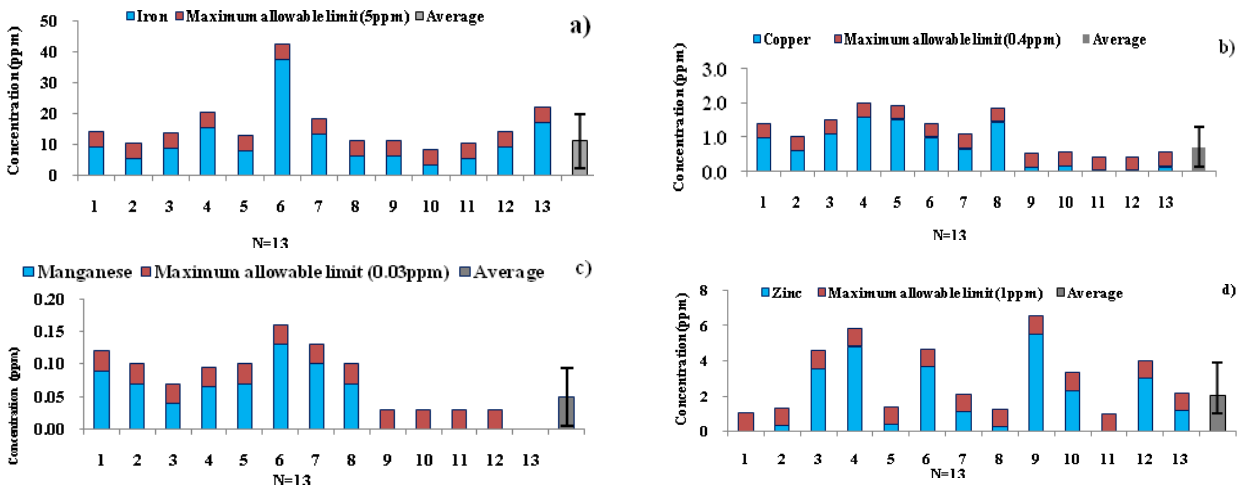 Iron Maximum allowable limit(5ppm) Average
a)
Concentration(ppm)
50
40
30
20
10
0
1 2 3 4 5 6 7 8 9 10 11 12 13
N=13
Copper Maximum allowable limit(0.4ppm) Average
b)
Concentration(ppm)
3.0
2.0
1.0
0.0
1 2 3 4 5 6 7 8 9 10 11 12 13
N=13
Manganese Maximum allowable limit (0.03ppm) Average
c)
Concentration (ppm)
0.20
0.15
0.10
0.05
0.00
1 2 3 4 5 6 7 8 9 10 11 12 13
N=13
Zinc Maximum allowable limit(1ppm) Average
d)
Concentration(ppm)
8
6
4
2
0
1 2 3 4 5 6 7 8 9 10 11 12 13
N=13